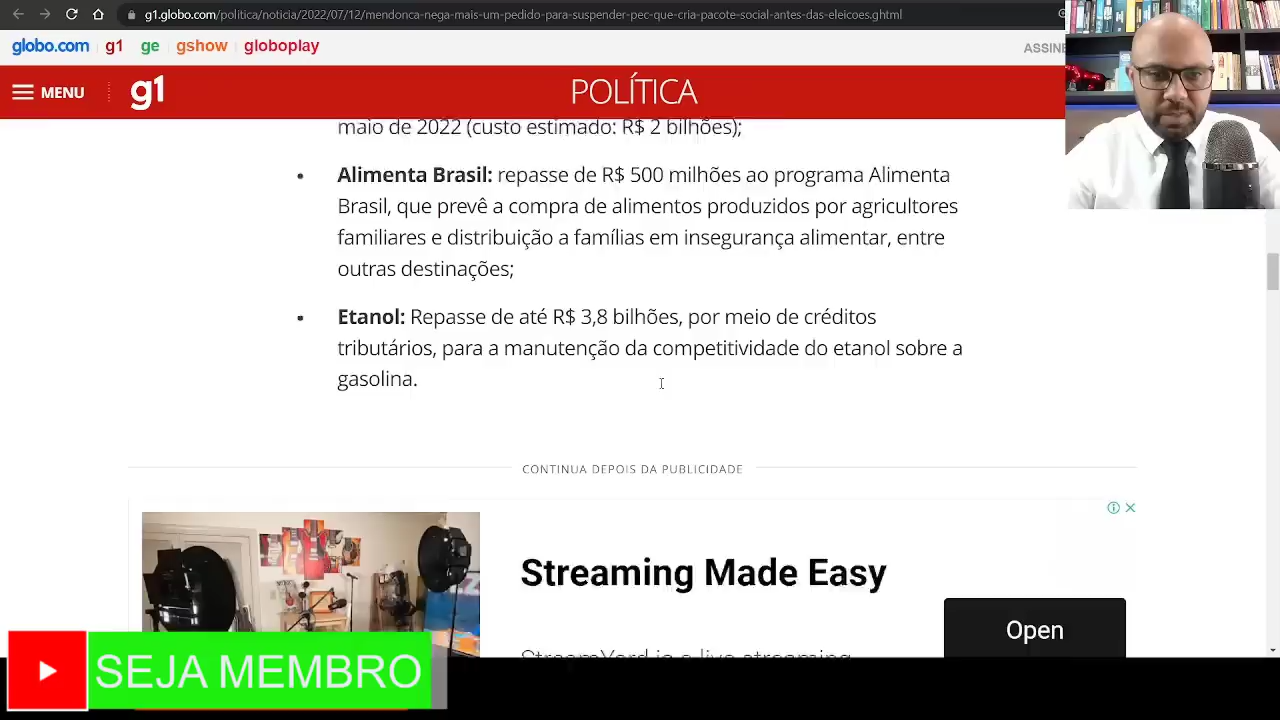 g1.globo.com/politica/noticia/2022/07/12/mendonca-nega-mais-um-pedido-para-suspender-pec-que-cria-pacote-social-antes-das-eleicoes.ghtml
globo.com g1 ge gshow globoplay
ASSINE
MENU g1 POLÍTICA
maio de 2022 (custo estimado: R$ 2 bilhões);
• Alimenta Brasil: repasse de R$ 500 milhões ao programa Alimenta
Brasil, que prevê a compra de alimentos produzidos por agricultores
familiares e distribuição a famílias em insegurança alimentar, entre
outras destinações;
• Etanol: Repasse de até R$ 3,8 bilhões, por meio de créditos
tributários, para a manutenção da competitividade do etanol sobre a
gasolina.
CONTINUA DEPOIS DA PUBLICIDADE
Streaming Made Easy
Open
StreamYard is a live streaming
SEJA MEMBRO